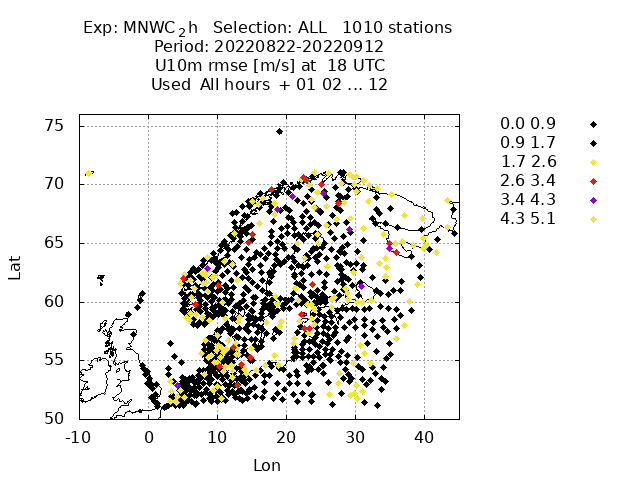 Exp: MNWC₂h   Selection: ALL   1010 stations
Period: 20220822-20220912
U10m rmse [m/s] at  18 UTC
Used  All hours  + 01 02 ... 12
0.0 0.9
0.9 1.7
1.7 2.6
2.6 3.4
3.4 4.3
4.3 5.1
75
70
65
60
55
50
Lat
-10 0 10 20 30 40
Lon